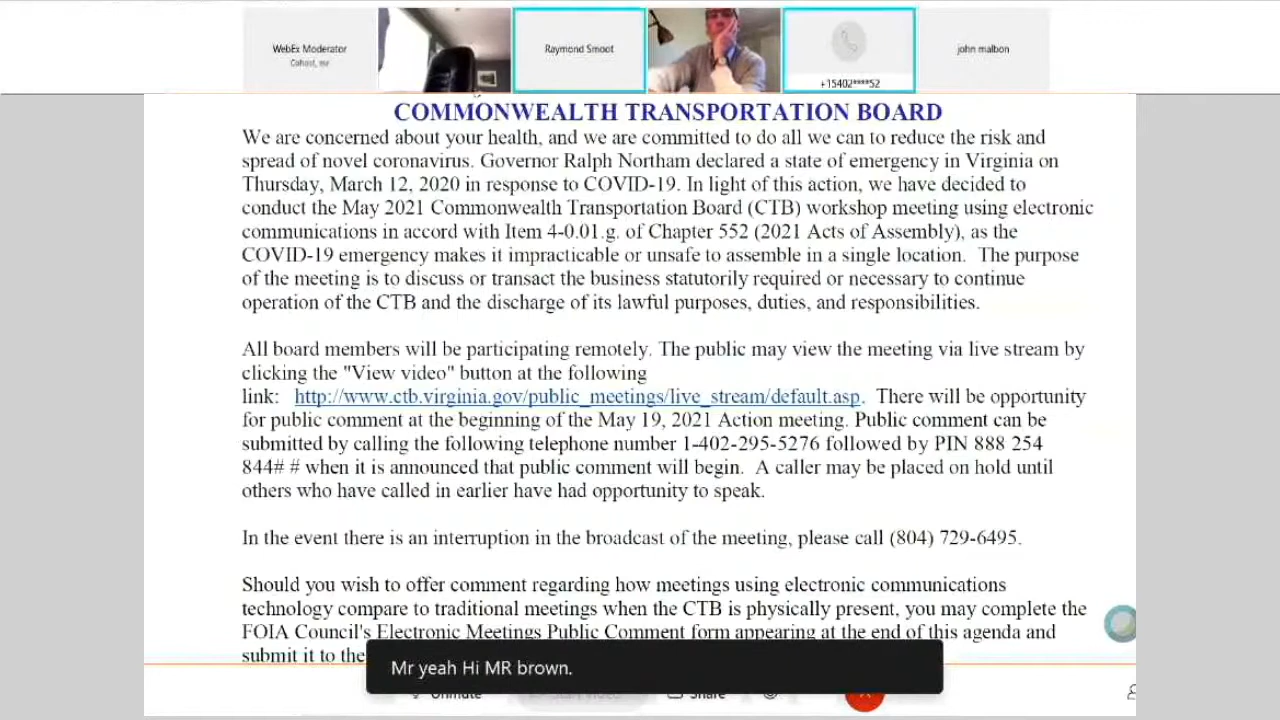 WebEx Moderator
Cohost, me
Raymond Smoot
+15402****52
john malbon
COMMONWEALTH TRANSPORTATION BOARD
We are concerned about your health, and we are committed to do all we can to reduce the risk and
spread of novel coronavirus. Governor Ralph Northam declared a state of emergency in Virginia on
Thursday, March 12, 2020 in response to COVID-19. In light of this action, we have decided to
conduct the May 2021 Commonwealth Transportation Board (CTB) workshop meeting using electronic
communications in accord with Item 4-0.01.g. of Chapter 552 (2021 Acts of Assembly), as the
COVID-19 emergency makes it impracticable or unsafe to assemble in a single location. The purpose
of the meeting is to discuss or transact the business statutorily required or necessary to continue
operation of the CTB and the discharge of its lawful purposes, duties, and responsibilities.
All board members will be participating remotely. The public may view the meeting via live stream by
clicking the "View video" button at the following
link: http://www.ctb.virginia.gov/public_meetings/live_stream/default.asp. There will be opportunity
for public comment at the beginning of the May 19, 2021 Action meeting. Public comment can be
submitted by calling the following telephone number 1-402-295-5276 followed by PIN 888 254
844# # when it is announced that public comment will begin. A caller may be placed on hold until
others who have called in earlier have had opportunity to speak.
In the event there is an interruption in the broadcast of the meeting, please call (804) 729-6495.
Should you wish to offer comment regarding how meetings using electronic communications
technology compare to traditional meetings when the CTB is physically present, you may complete the
FOIA Council's Electronic Meetings Public Comment form appearing at the end of this agenda and
submit it to the
Mr yeah Hi MR brown.
Unmute Start video Share